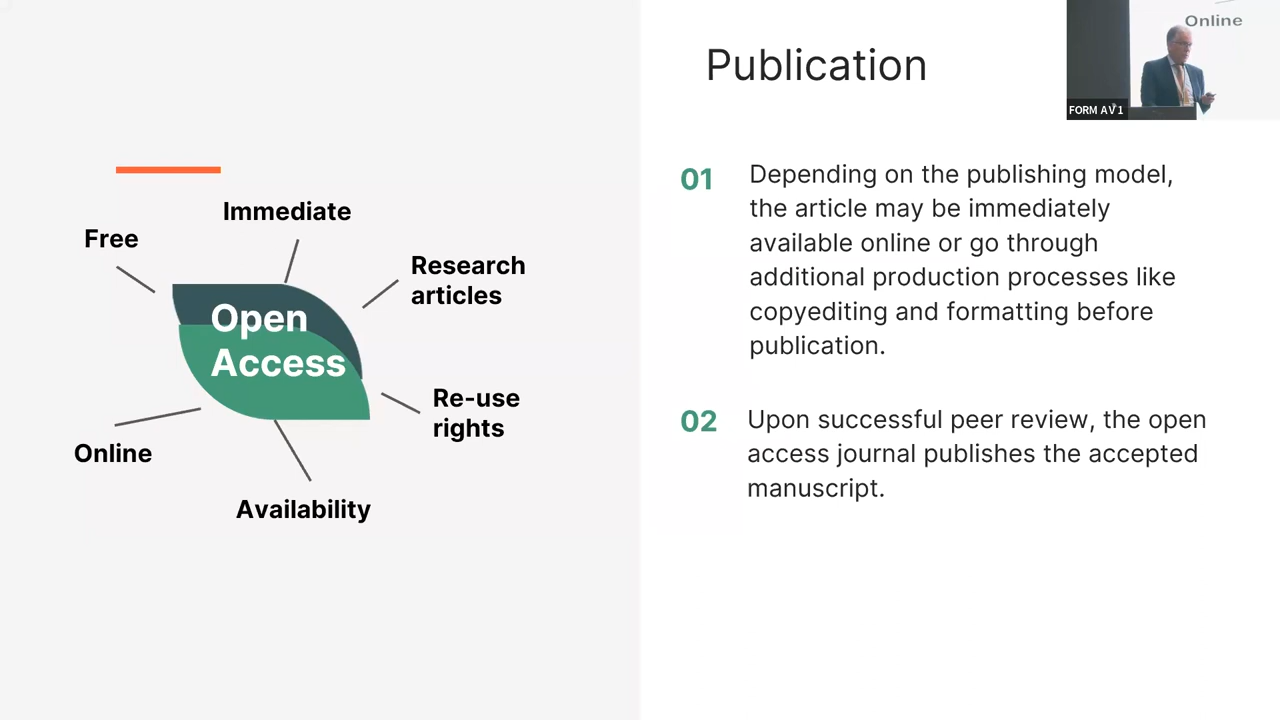 Publication
Online
FORM AV 1
Immediate
Free
Research
articles
Open
Access
Re-use
rights
Online
Availability
01
Depending on the publishing model,
the article may be immediately
available online or go through
additional production processes like
copyediting and formatting before
publication.
02
Upon successful peer review, the open
access journal publishes the accepted
manuscript.